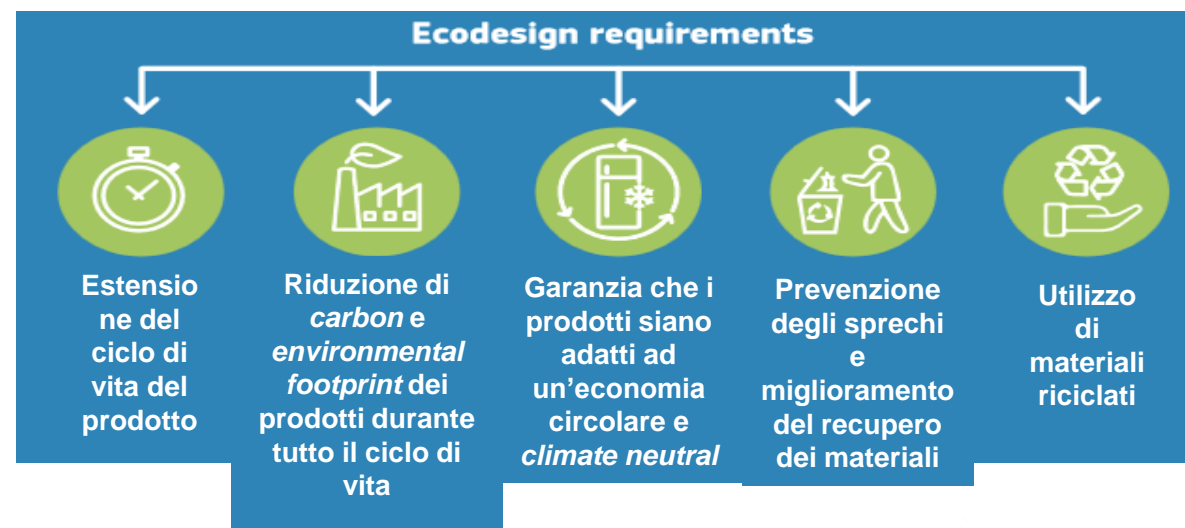 Ecodesign requirements
Estensio
ne del
ciclo di
vita del
prodotto
Riduzione di
carbon e
environmental
footprint dei
prodotti durante
tutto il ciclo di
vita
Garanzia che i
prodotti siano
adatti ad
un’economia
circolare e
climate neutral
Prevenzione
degli sprechi
e
miglioramento
del recupero
dei materiali
Utilizzo
di
materiali
riciclati